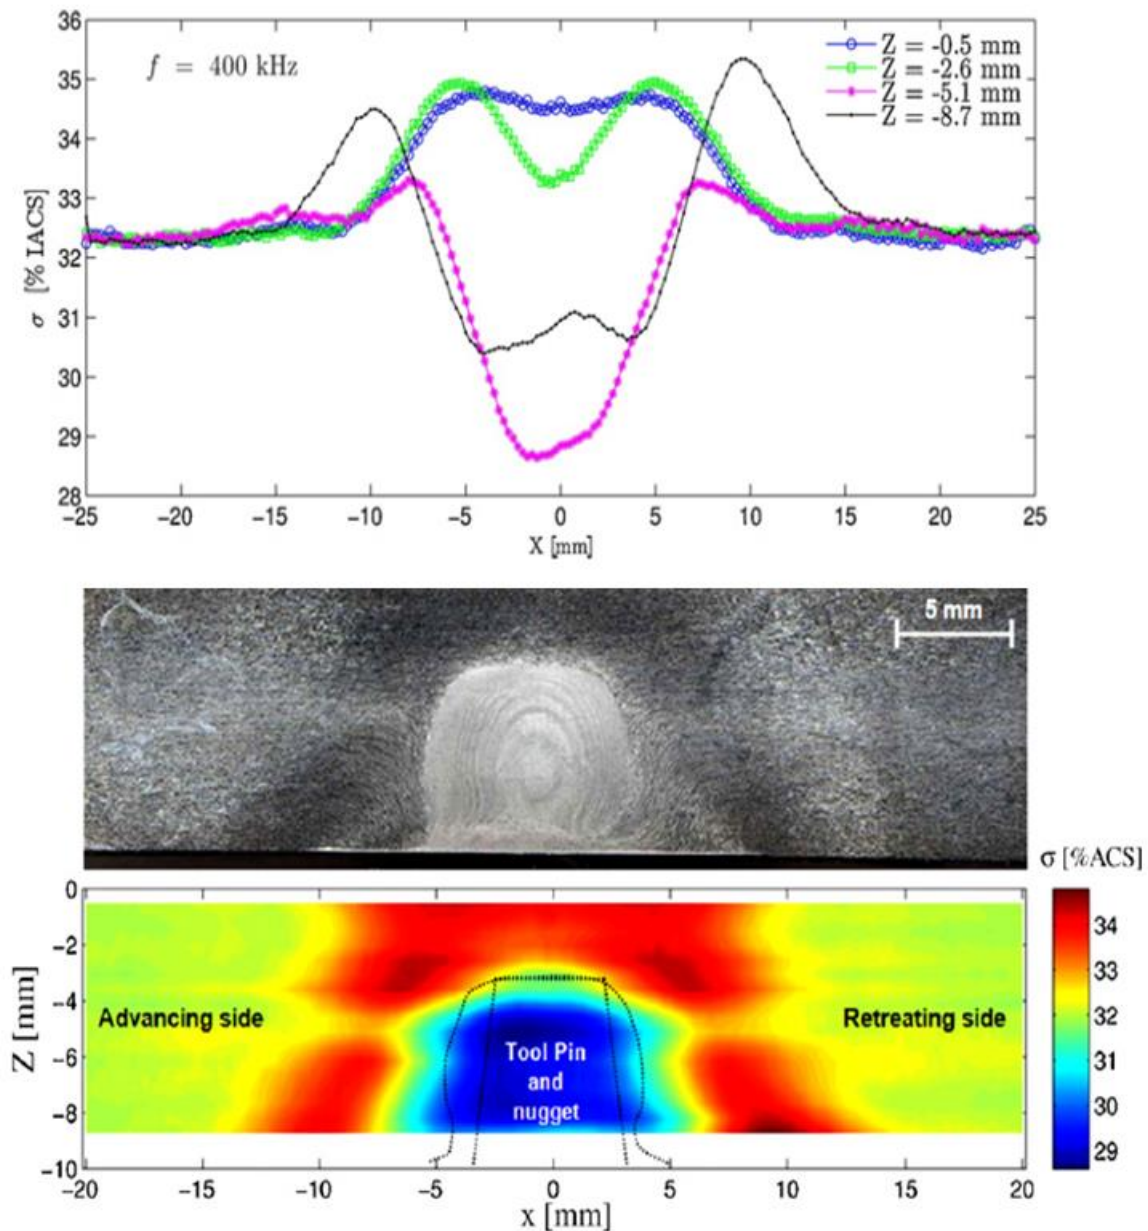 36
35
34
33
32
31
30
29
28
σ [% IACS]
f = 400 kHz
Z = -0.5 mm
Z = -2.6 mm
Z = -5.1 mm
Z = -8.7 mm
−25 −20 −15 −10 −5 0 5 10 15 20 25
X [mm]
5 mm
σ [%ACS]
0
−2
−4
−6
−8
−10
Z [mm]
Advancing side
Retreating side
Tool Pin
and
nugget
34
33
32
31
30
29
−20 −15 −10 −5 0 5 10 15 20
x [mm]